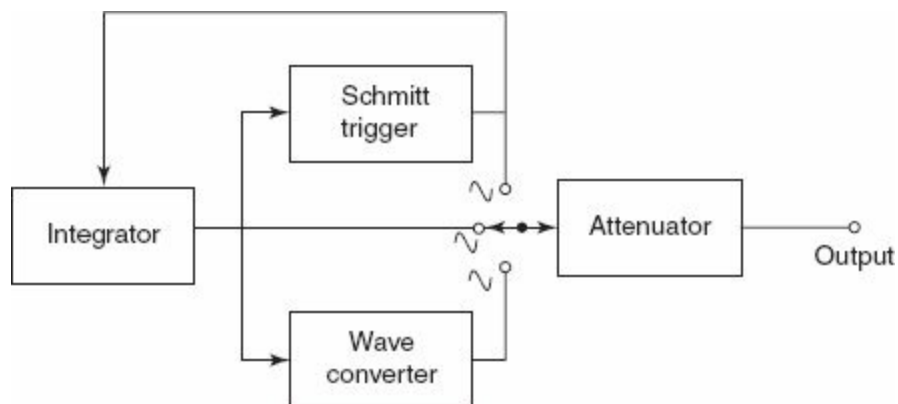 Schmitt
trigger
Integrator
Attenuator
Output
Wave
converter